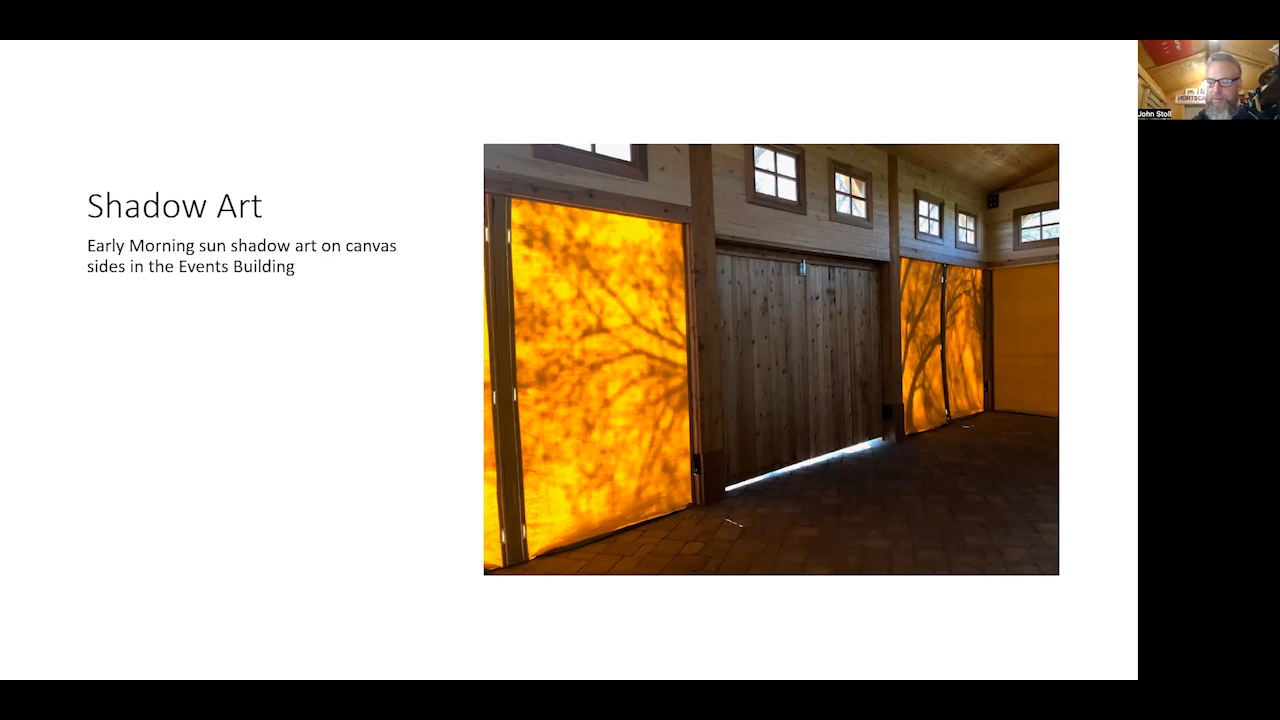 Shadow Art
Early Morning sun shadow art on canvas
sides in the Events Building
John Stoll